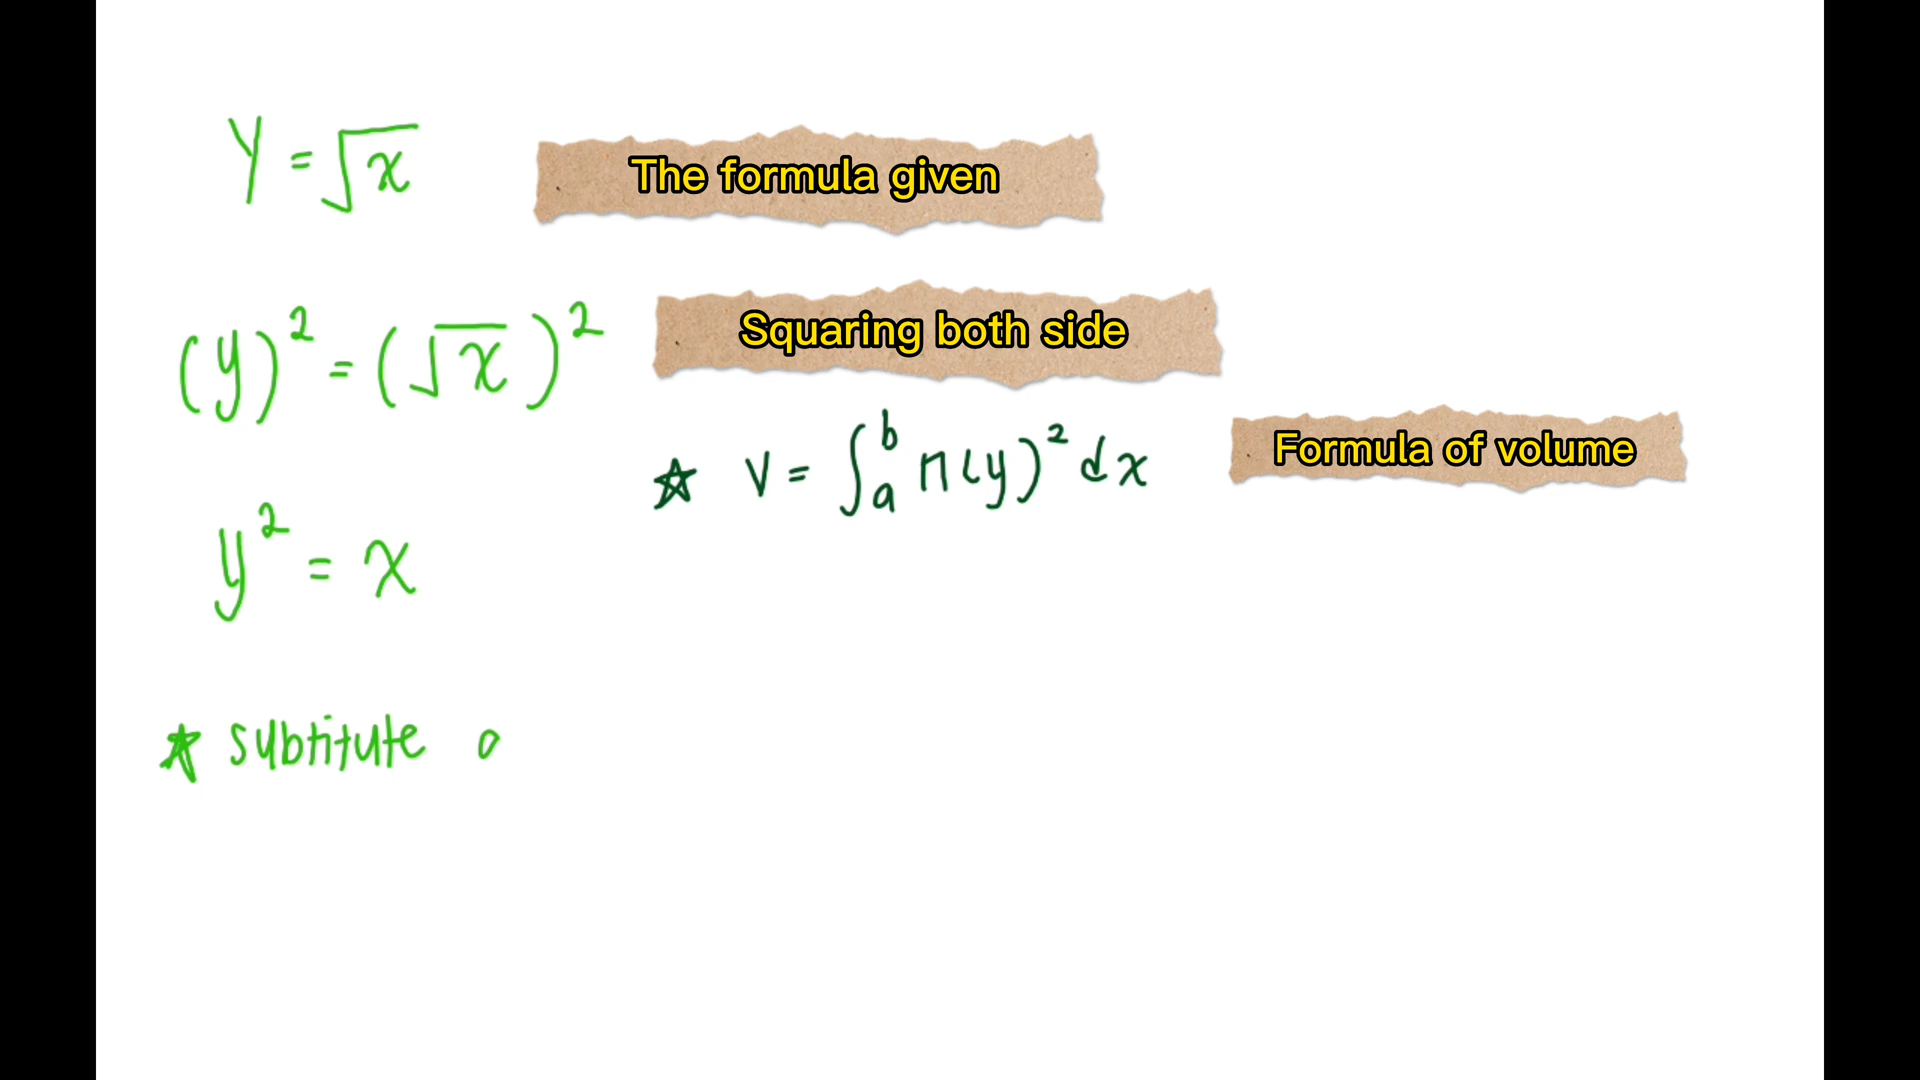 Y = √x
The formula given
(y)² = (√x)²
Squaring both side
☆ V = ∫ₐᵇ π(y)² dx
Formula of volume
y² = x
★ subtitute